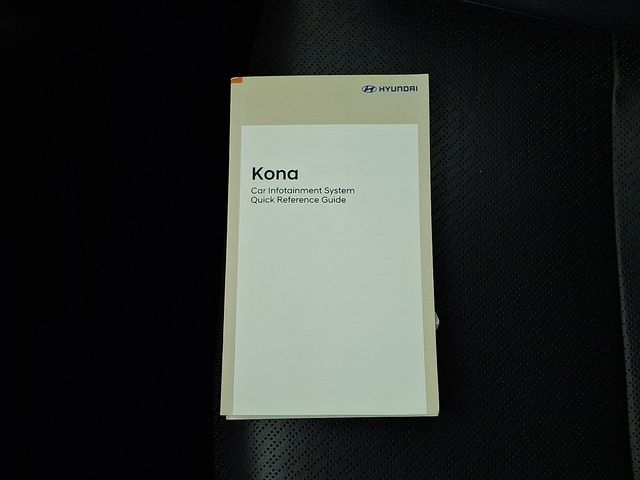 HYUNDAI
Kona
Car Infotainment System
Quick Reference Guide